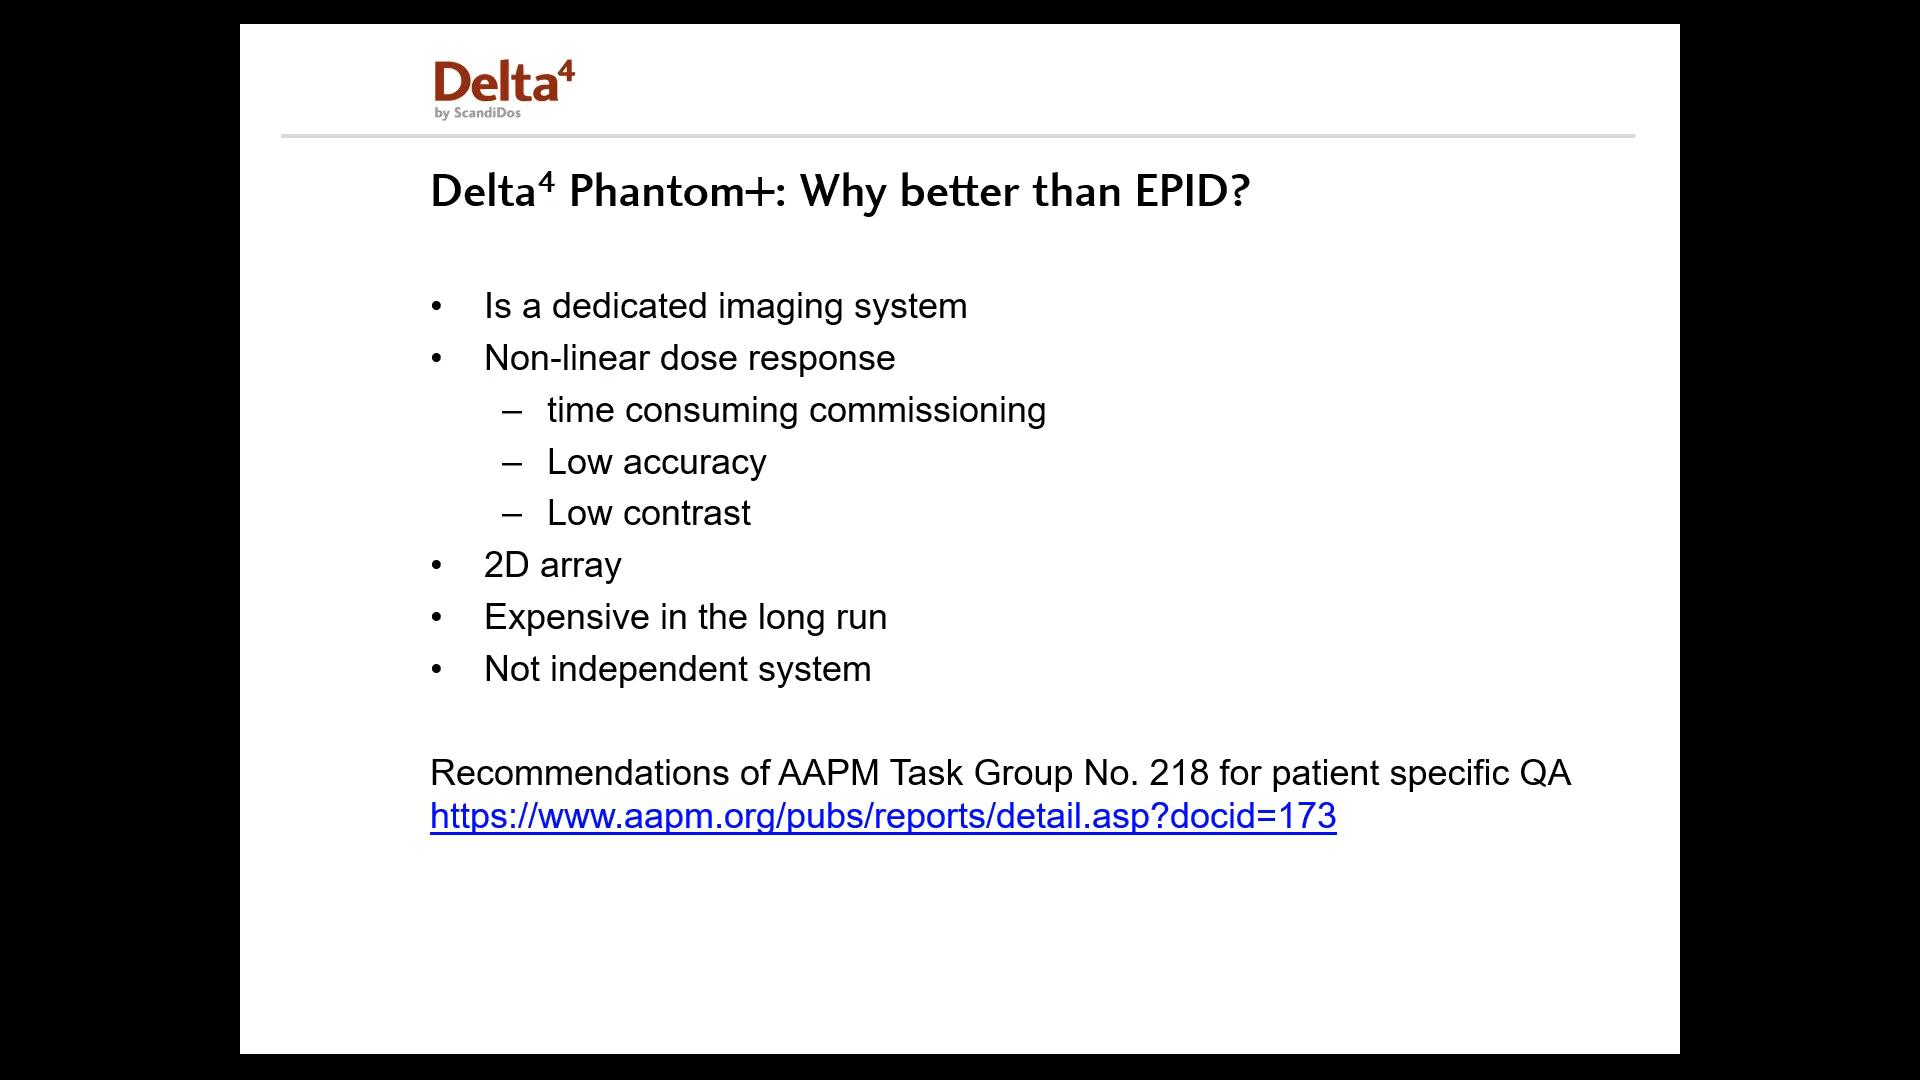 Delta⁴
by ScandiDos
Delta⁴ Phantom+: Why better than EPID?
• Is a dedicated imaging system
• Non-linear dose response
– time consuming commissioning
– Low accuracy
– Low contrast
• 2D array
• Expensive in the long run
• Not independent system
Recommendations of AAPM Task Group No. 218 for patient specific QA
https://www.aapm.org/pubs/reports/detail.asp?docid=173